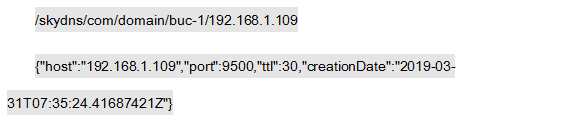 /skydns/com/domain/buc-1/192.168.1.109
{"host":"192.168.1.109","port":9500,"ttl":30,"creationDate":"2019-03-
31T07:35:24.41687421Z"}